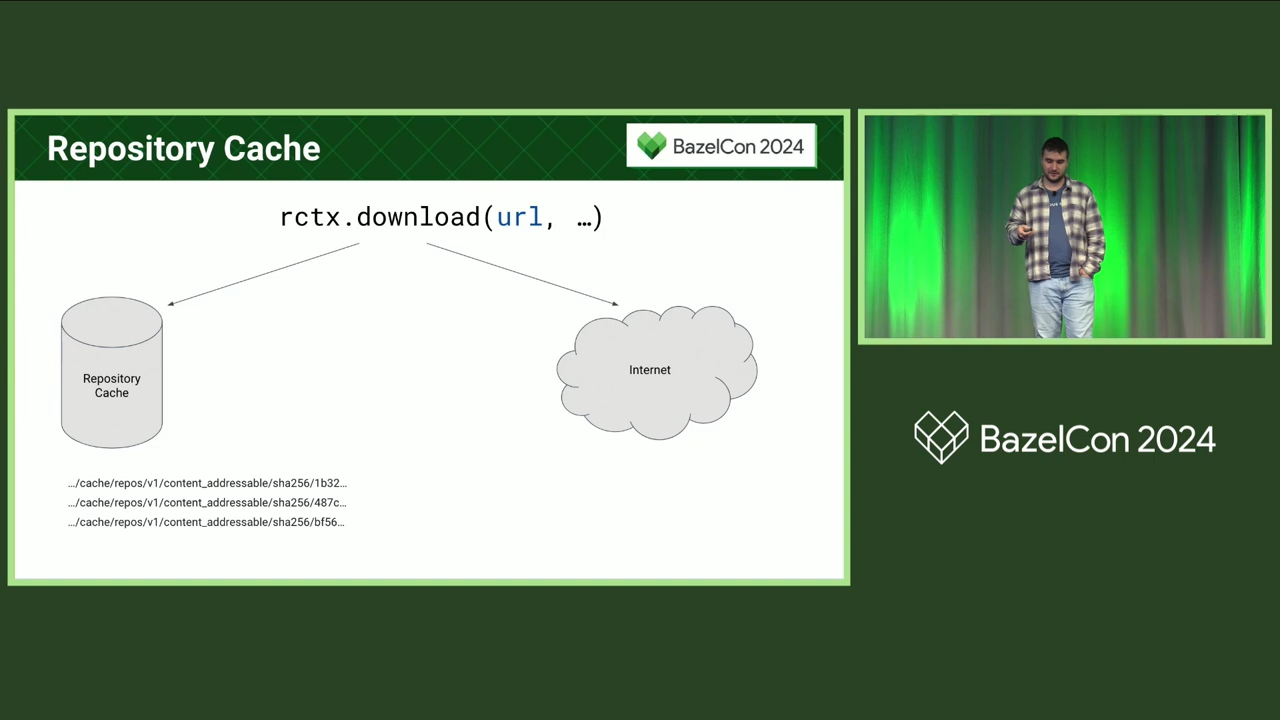 Repository Cache
BazelCon 2024
rctx.download(url, …)
Repository
Cache
Internet
…/cache/repos/v1/content_addressable/sha256/1b32…
…/cache/repos/v1/content_addressable/sha256/487c…
…/cache/repos/v1/content_addressable/sha256/bf56…
BazelCon 2024